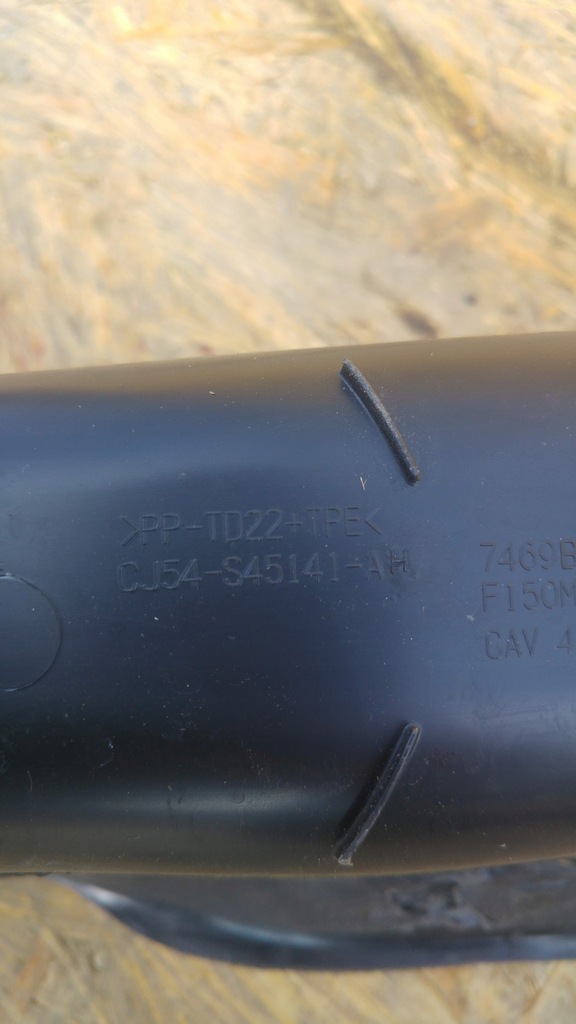 >PP-TD22+TPE<
CJ54-S45141-AH
7469B
F150M
CAV 4